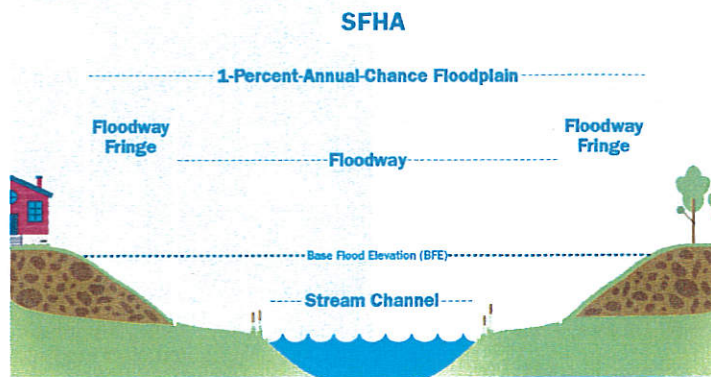 SFHA
1-Percent-Annual-Chance Floodplain
Floodway
Fringe
Floodway
Floodway
Fringe
Base Flood Elevation (BFE)
Stream Channel